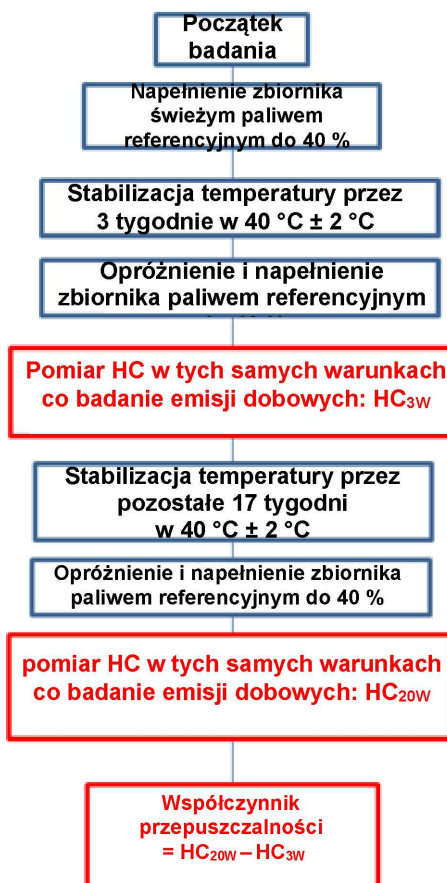 Początek
badania
Napełnienie zbiornika
świeżym paliwem
referencyjnym do 40 %
Stabilizacja temperatury przez
3 tygodnie w 40 °C ± 2 °C
Opróżnienie i napełnienie
zbiornika paliwem referencyjnym
Pomiar HC w tych samych warunkach
co badanie emisji dobowych: HC3W
Stabilizacja temperatury przez
pozostałe 17 tygodni
w 40 °C ± 2 °C
Opróżnienie i napełnienie zbiornika
paliwem referencyjnym do 40 %
pomiar HC w tych samych warunkach
co badanie emisji dobowych: HC20W
Współczynnik
przepuszczalności
= HC20W – HC3W